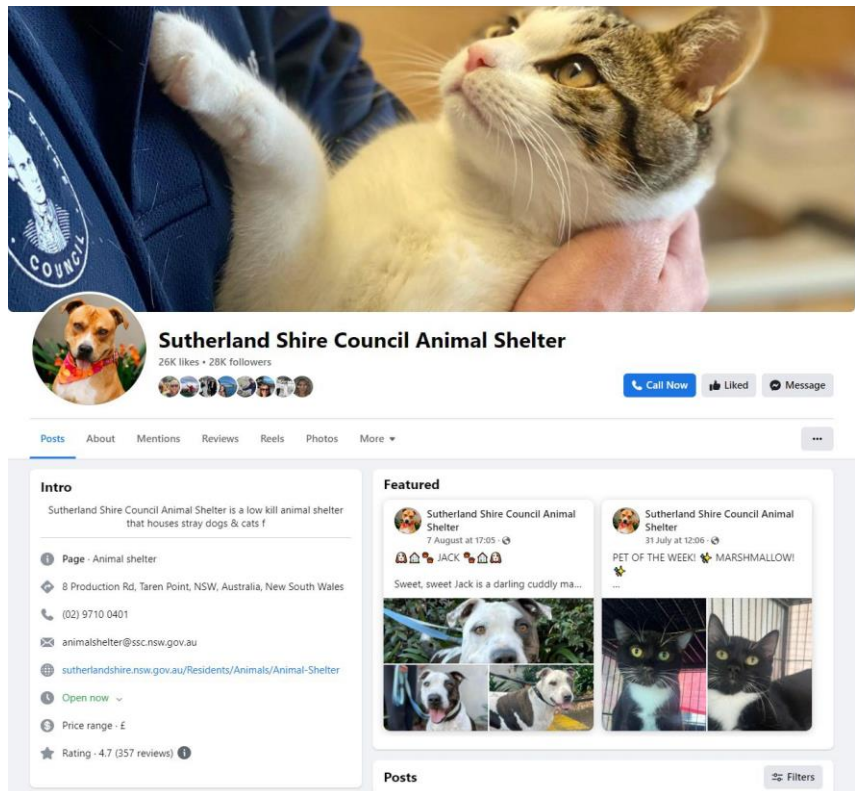 COUNCIL
Sutherland Shire Council Animal Shelter
26K likes • 28K followers
Call Now
Liked
Message
Posts
About
Mentions
Reviews
Reels
Photos
More
Intro
Sutherland Shire Council Animal Shelter is a low kill animal shelter
that houses stray dogs & cats f
Page · Animal shelter
8 Production Rd, Taren Point, NSW, Australia, New South Wales
(02) 9710 0401
animalshelter@ssc.nsw.gov.au
sutherlandshire.nsw.gov.au/Residents/Animals/Animal-Shelter
Open now
Price range · £
Rating · 4.7 (357 reviews)
Featured
Sutherland Shire Council Animal
Shelter
7 August at 17:05 ·
🐶🏠🐾 JACK 🐾🏠🐶
Sweet, sweet Jack is a darling cuddly ma...
Sutherland Shire Council Animal
Shelter
31 July at 12:06 ·
PET OF THE WEEK! MARSHMALLOW!
...
Posts
Filters